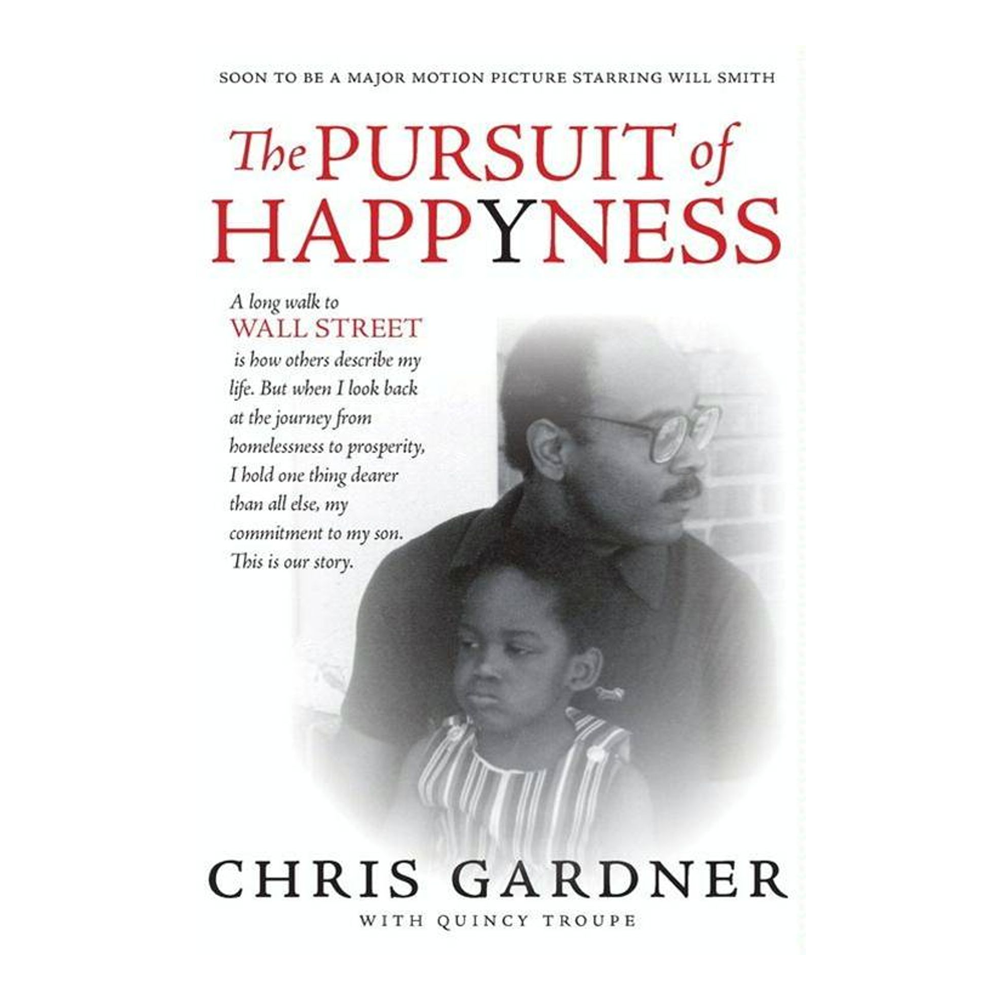 SOON TO BE A MAJOR MOTION PICTURE STARRING WILL SMITH
The PURSUIT of
HAPPYNESS
A long walk to
WALL STREET
is how others describe my
life. But when I look back
at the journey from
homelessness to prosperity,
I hold one thing dearer
than all else, my
commitment to my son.
This is our story.
CHRIS GARDNER
WITH QUINCY TROUPE